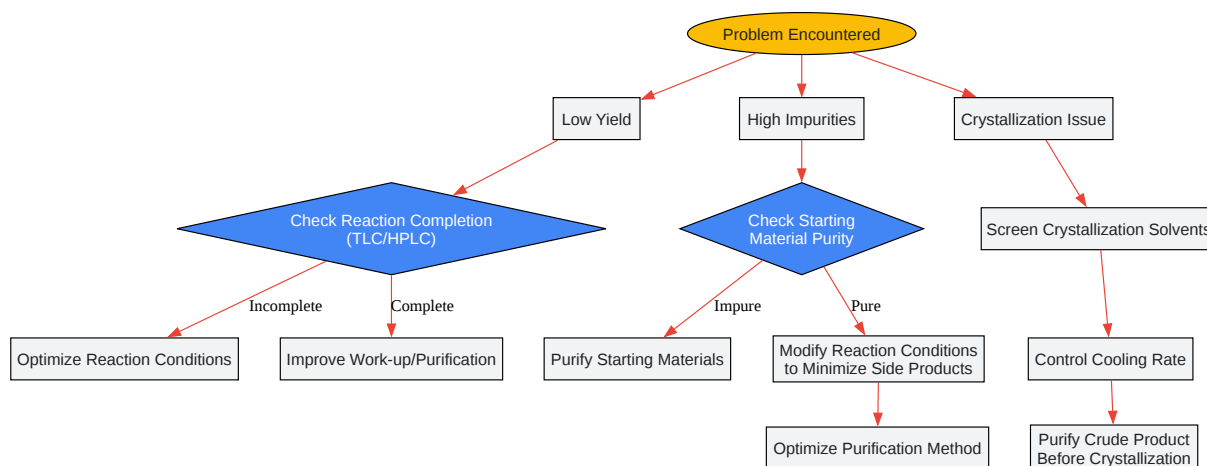 Problem Encountered
Low Yield
High Impurities
Crystallization Issue
Check Reaction Completion
(TLC/HPLC)
Check Starting
Material Purity
Screen Crystallization Solvents
Incomplete
Complete
Impure
Pure
Optimize Reaction Conditions
Improve Work-up/Purification
Purify Starting Materials
Modify Reaction Conditions
to Minimize Side Products
Control Cooling Rate
Optimize Purification Method
Purify Crude Product
Before Crystallization